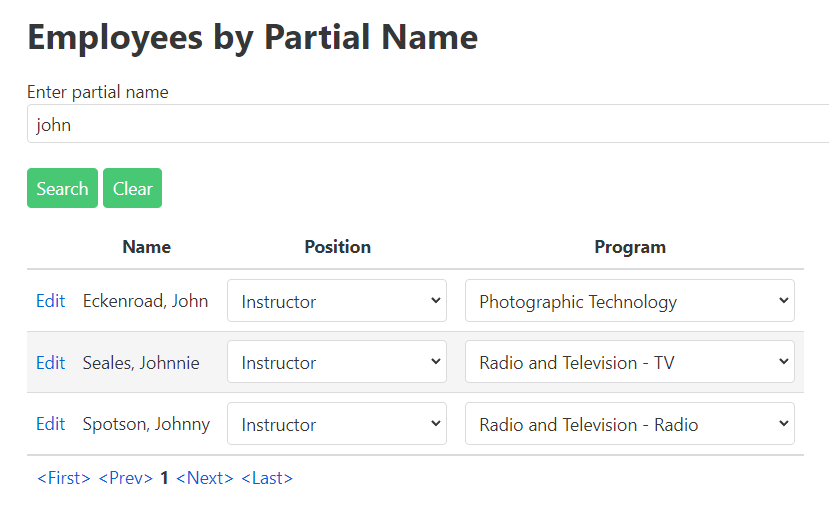 Employees by Partial Name
Enter partial name
john
Search Clear
Name Position Program
Edit Eckenroad, John Instructor Photographic Technology
Edit Seales, Johnnie Instructor Radio and Television - TV
Edit Spotson, Johnny Instructor Radio and Television - Radio
<First> <Prev> 1 <Next> <Last>